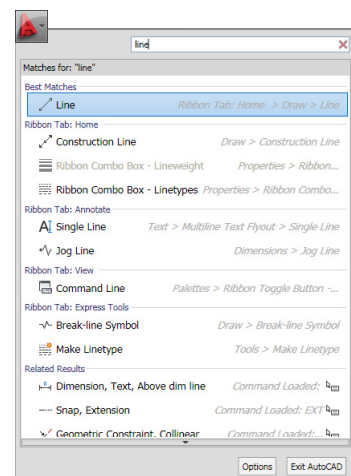 line
Matches for: "line"
Best Matches
Line Ribbon Tab: Home > Draw > Line
Ribbon Tab: Home
Construction Line Draw > Construction Line
Ribbon Combo Box - Lineweight Properties > Ribbon...
Ribbon Combo Box - Linetypes Properties > Ribbon Combo...
Ribbon Tab: Annotate
A Single Line Text > Multiline Text Flyout > Single Line
Jog Line Dimensions > Jog Line
Ribbon Tab: View
Command Line Palettes > Ribbon Toggle Button -...
Ribbon Tab: Express Tools
Break-line Symbol Draw > Break-line Symbol
Make Linetype Tools > Make Linetype
Related Results
Dimension, Text, Above dim line Command Loaded:
Snap, Extension Command Loaded: EXT
Geometric Constraint, Collinear Command Loaded:...
Options Exit AutoCAD